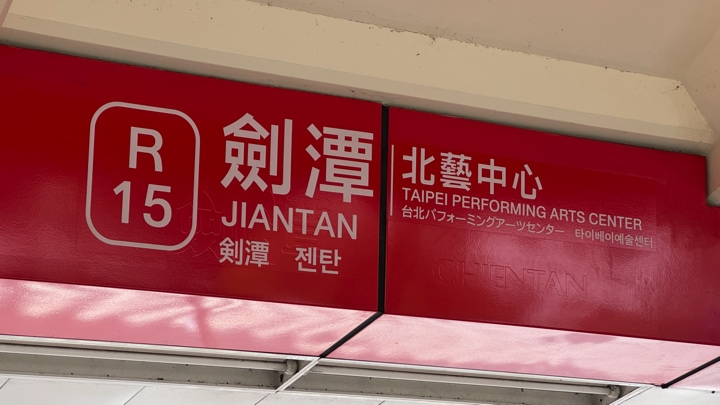 R
15
劍潭
JIANTAN
剣潭 젠탄
北藝中心
TAIPEI PERFORMING ARTS CENTER
台北パフォーミングアーツセンター 타이베이예술센터
CHIENTAN